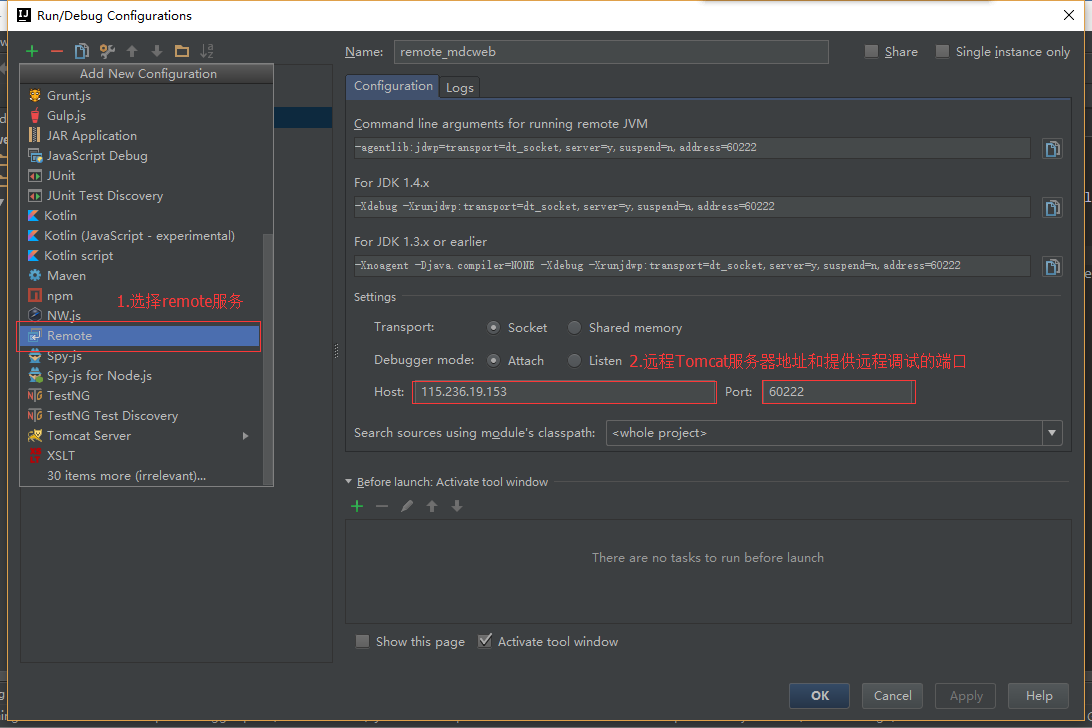 Run/Debug Configurations
Add New Configuration
Grunt.js
Gulp.js
JAR Application
JavaScript Debug
JUnit
JUnit Test Discovery
Kotlin
Kotlin (JavaScript - experimental)
Kotlin script
Maven
npm
1.选择remote服务
NW.js
Remote
Spy-js
Spy-js for Node.js
TestNG
TestNG Test Discovery
Tomcat Server
XSLT
30 items more (irrelevant)...
Name: remote_mdcweb Share Single instance only
Configuration Logs
Command line arguments for running remote JVM
-agentlib:jdwp=transport=dt_socket,server=y,suspend=n,address=60222
For JDK 1.4.x
-Xdebug -Xrunjdwp:transport=dt_socket,server=y,suspend=n,address=60222
For JDK 1.3.x or earlier
-Xnoagent -Djava.compiler=NONE -Xdebug -Xrunjdwp:transport=dt_socket,server=y,suspend=n,address=60222
Settings
Transport: Socket Shared memory
Debugger mode: Attach Listen 2.远程Tomcat服务器地址和提供远程调试的端口
Host: 115.236.19.153 Port: 60222
Search sources using module's classpath: <whole project>
Before launch: Activate tool window
There are no tasks to run before launch
Show this page Activate tool window
OK Cancel Apply Help